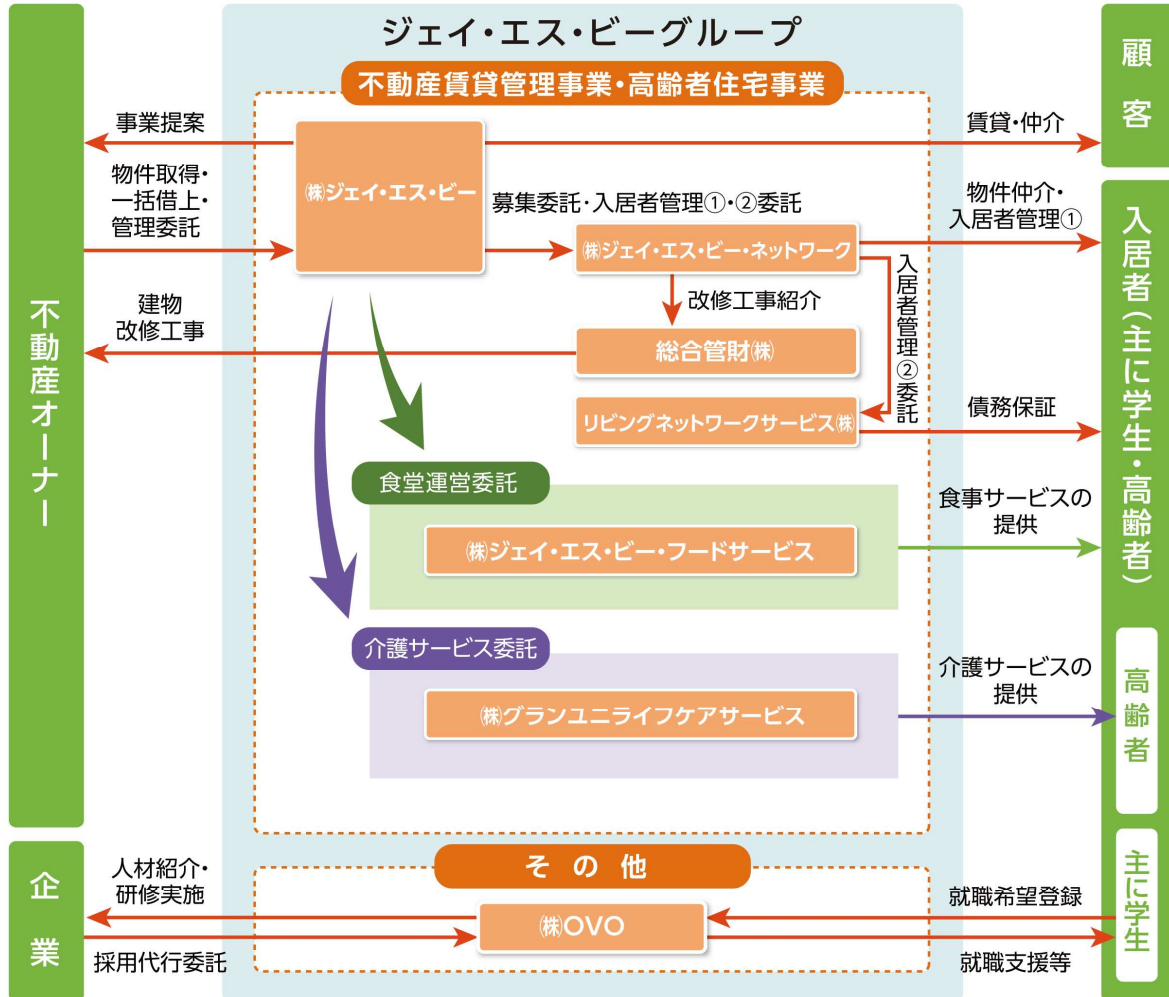 ジェイ・エス・ビーグループ
不動産賃貸管理事業・高齢者住宅事業
顧客
事業提案
賃貸・仲介
物件取得・
一括借上・
管理委託
㈱ジェイ・エス・ビー
募集委託・入居者管理①・②委託
物件仲介・
入居者管理①
㈱ジェイ・エス・ビー・ネットワーク
不動産オーナー
入居者(主に学生・高齢者)
建物
改修工事
改修工事紹介
入居者管理②委託
総合管財㈱
リビングネットワークサービス㈱
債務保証
食堂運営委託
㈱ジェイ・エス・ビー・フードサービス
食事サービスの
提供
介護サービス委託
㈱グランユニライフケアサービス
介護サービスの
提供
高齢者
その他
企業
人材紹介・
研修実施
㈱OVO
就職希望登録
主に学生
採用代行委託
就職支援等